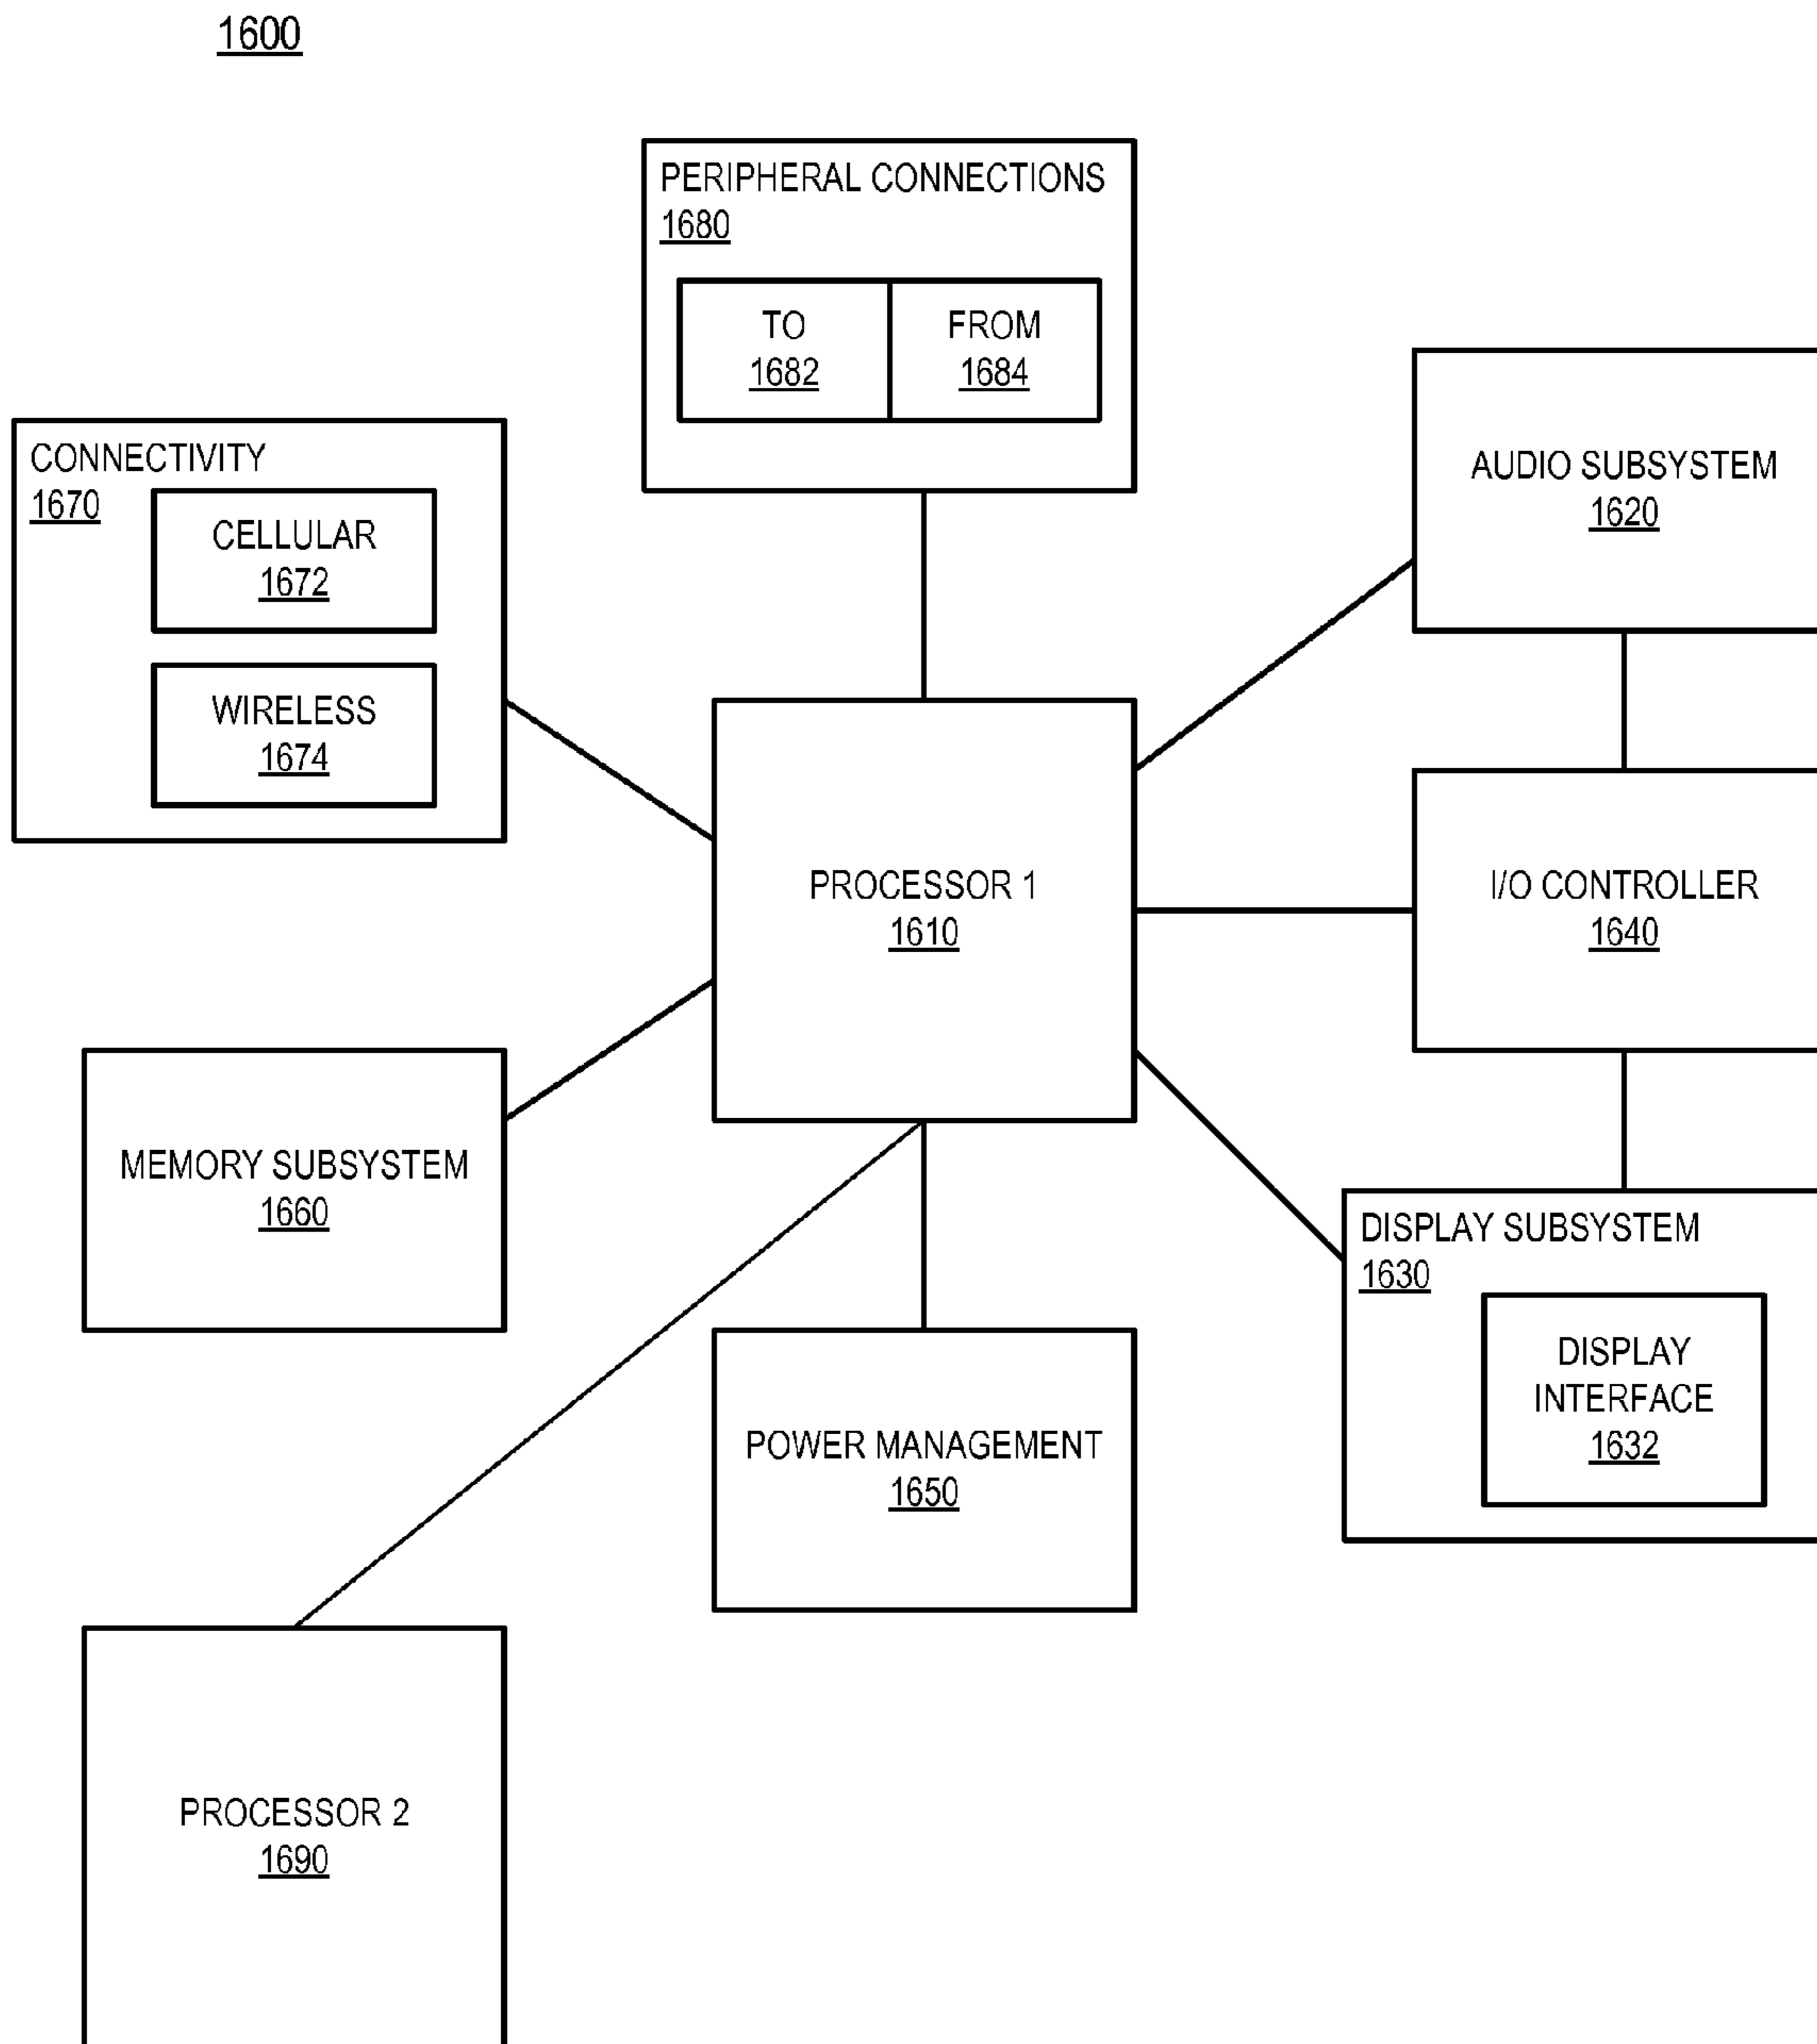 1600
PERIPHERAL CONNECTIONS
1680
TO
1682
FROM
1684
CONNECTIVITY
1670
CELLULAR
1672
WIRELESS
1674
AUDIO SUBSYSTEM
1620
PROCESSOR 1
1610
I/O CONTROLLER
1640
MEMORY SUBSYSTEM
1660
DISPLAY SUBSYSTEM
1630
DISPLAY
INTERFACE
1632
POWER MANAGEMENT
1650
PROCESSOR 2
1690